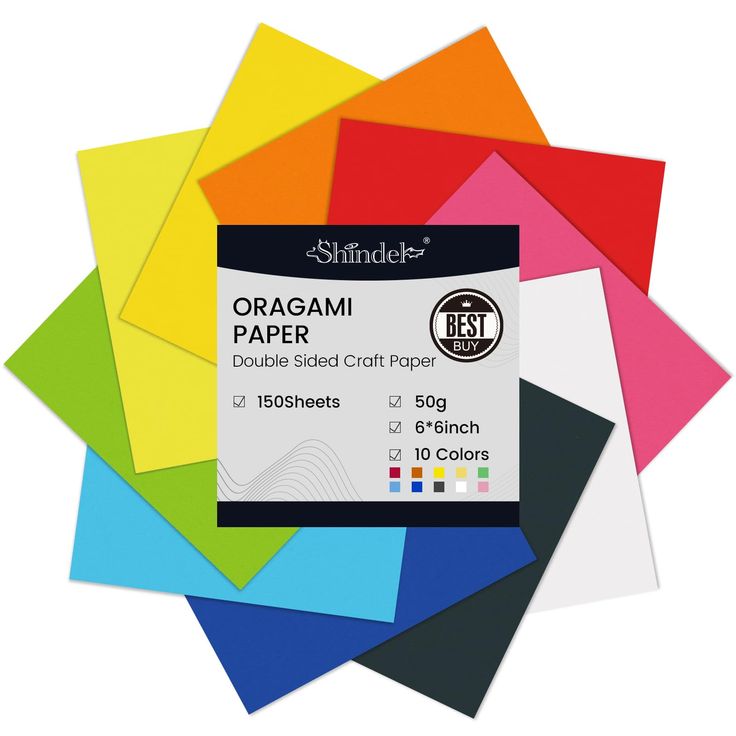 Shindel ®
ORAGAMI
PAPER
Double Sided Craft Paper
BEST
BUY
150Sheets
50g
6*6inch
10 Colors